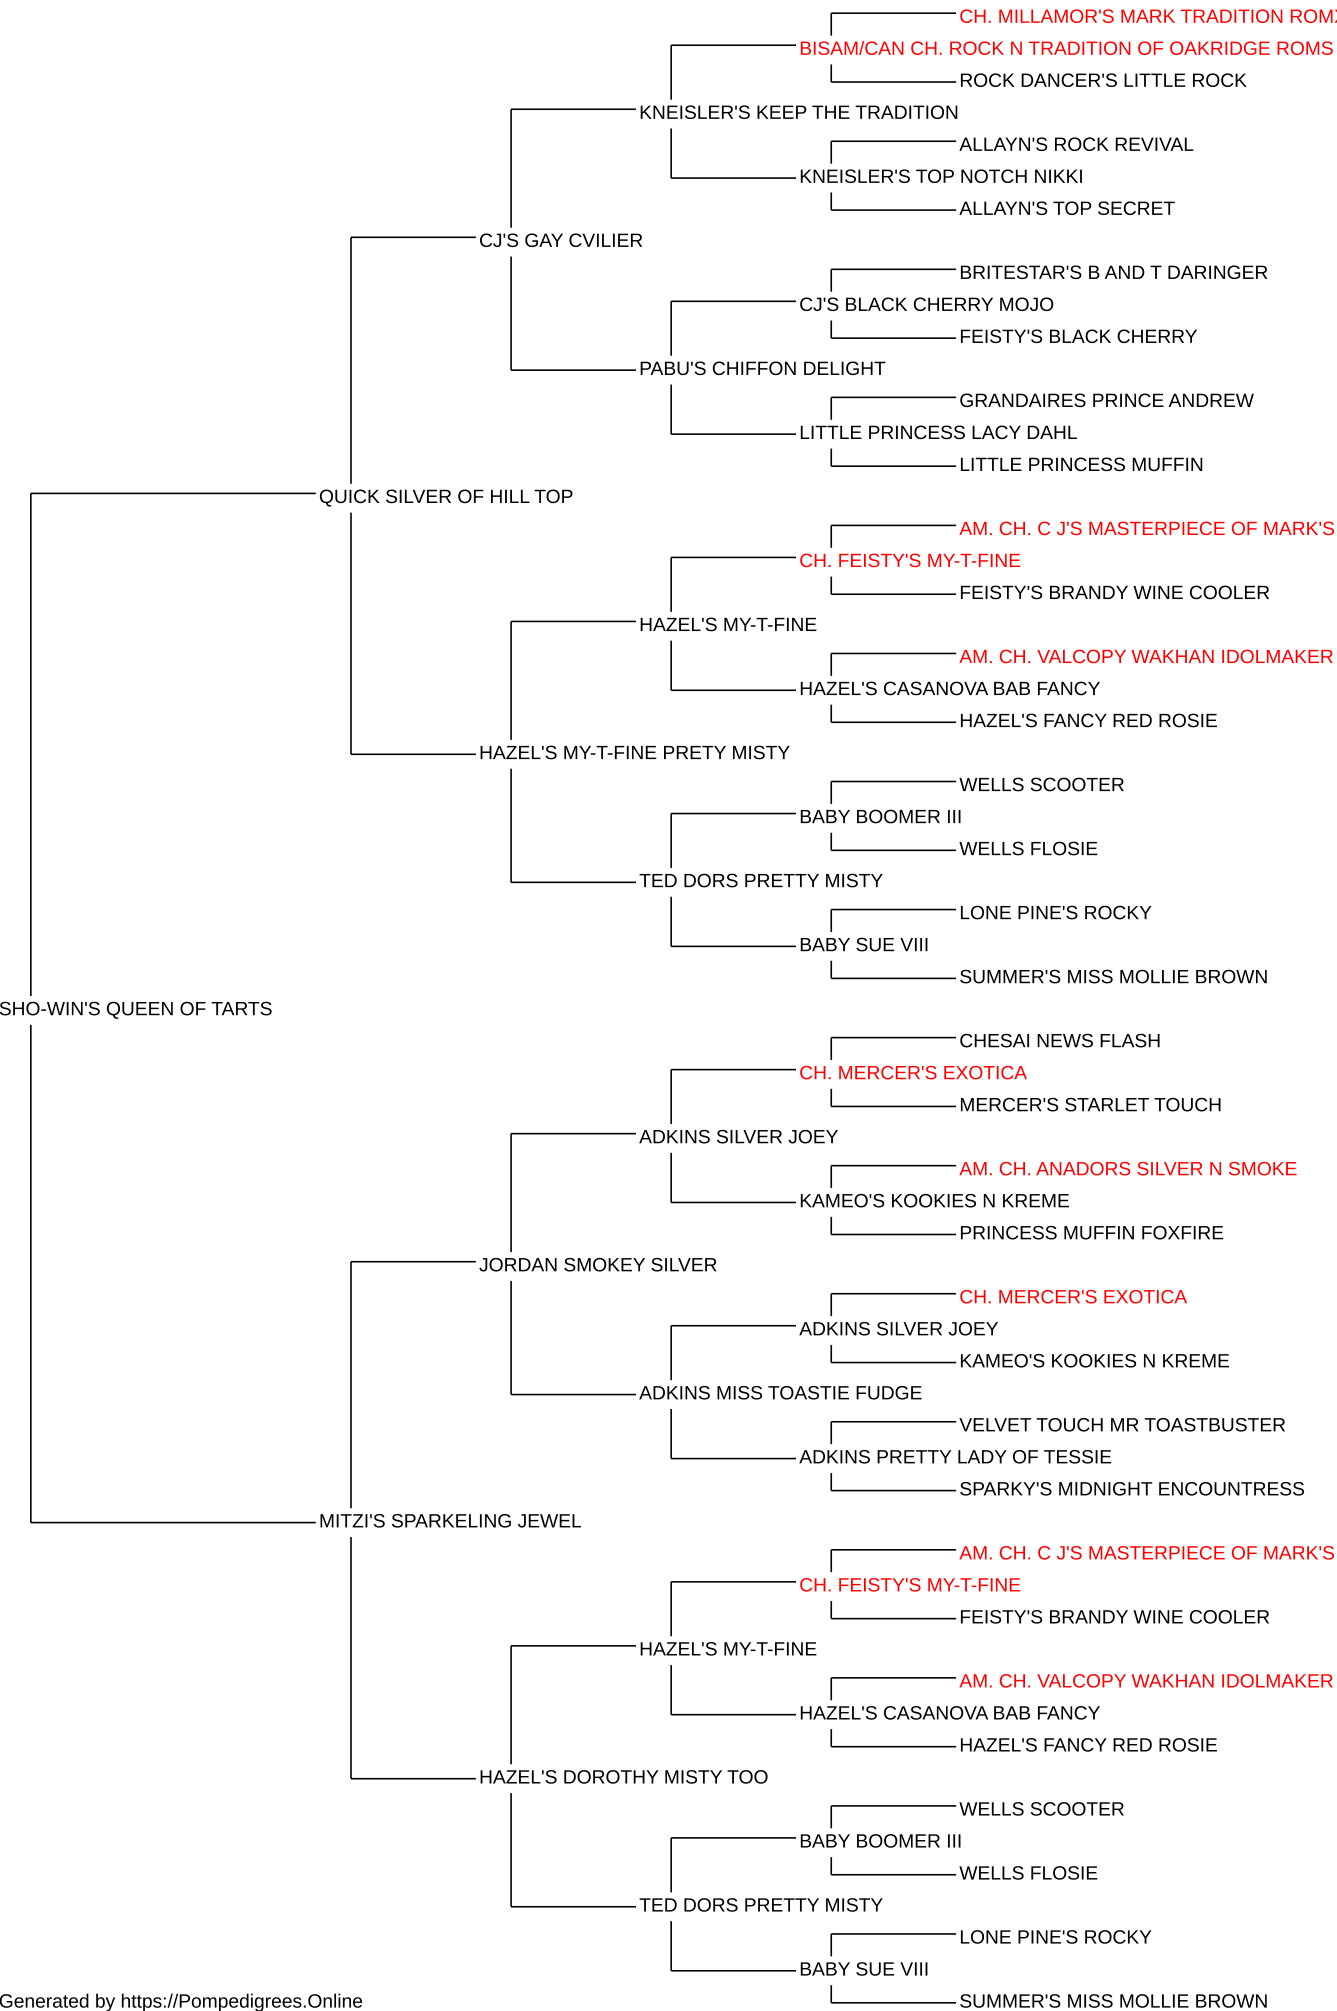 CH. MILLAMOR'S MARK TRADITION ROMX
BISAM/CAN CH. ROCK N TRADITION OF OAKRIDGE ROMS
ROCK DANCER'S LITTLE ROCK
KNEISLER'S KEEP THE TRADITION
ALLAYN'S ROCK REVIVAL
KNEISLER'S TOP NOTCH NIKKI
ALLAYN'S TOP SECRET
CJ'S GAY CVILIER
BRITESTAR'S B AND T DARINGER
CJ'S BLACK CHERRY MOJO
FEISTY'S BLACK CHERRY
PABU'S CHIFFON DELIGHT
GRANDAIRES PRINCE ANDREW
LITTLE PRINCESS LACY DAHL
LITTLE PRINCESS MUFFIN
QUICK SILVER OF HILL TOP
AM. CH. C J'S MASTERPIECE OF MARK'S
CH. FEISTY'S MY-T-FINE
FEISTY'S BRANDY WINE COOLER
HAZEL'S MY-T-FINE
AM. CH. VALCOPY WAKHAN IDOLMAKER
HAZEL'S CASANOVA BAB FANCY
HAZEL'S FANCY RED ROSIE
HAZEL'S MY-T-FINE PRETY MISTY
WELLS SCOOTER
BABY BOOMER III
WELLS FLOSIE
TED DORS PRETTY MISTY
LONE PINE'S ROCKY
BABY SUE VIII
SUMMER'S MISS MOLLIE BROWN
SHO-WIN'S QUEEN OF TARTS
CHESAI NEWS FLASH
CH. MERCER'S EXOTICA
MERCER'S STARLET TOUCH
ADKINS SILVER JOEY
AM. CH. ANADORS SILVER N SMOKE
KAMEO'S KOOKIES N KREME
PRINCESS MUFFIN FOXFIRE
JORDAN SMOKEY SILVER
CH. MERCER'S EXOTICA
ADKINS SILVER JOEY
KAMEO'S KOOKIES N KREME
ADKINS MISS TOASTIE FUDGE
VELVET TOUCH MR TOASTBUSTER
ADKINS PRETTY LADY OF TESSIE
SPARKY'S MIDNIGHT ENCOUNTRESS
MITZI'S SPARKELING JEWEL
AM. CH. C J'S MASTERPIECE OF MARK'S
CH. FEISTY'S MY-T-FINE
FEISTY'S BRANDY WINE COOLER
HAZEL'S MY-T-FINE
AM. CH. VALCOPY WAKHAN IDOLMAKER
HAZEL'S CASANOVA BAB FANCY
HAZEL'S FANCY RED ROSIE
HAZEL'S DOROTHY MISTY TOO
WELLS SCOOTER
BABY BOOMER III
WELLS FLOSIE
TED DORS PRETTY MISTY
LONE PINE'S ROCKY
BABY SUE VIII
SUMMER'S MISS MOLLIE BROWN
Generated by https://Pompedigrees.Online